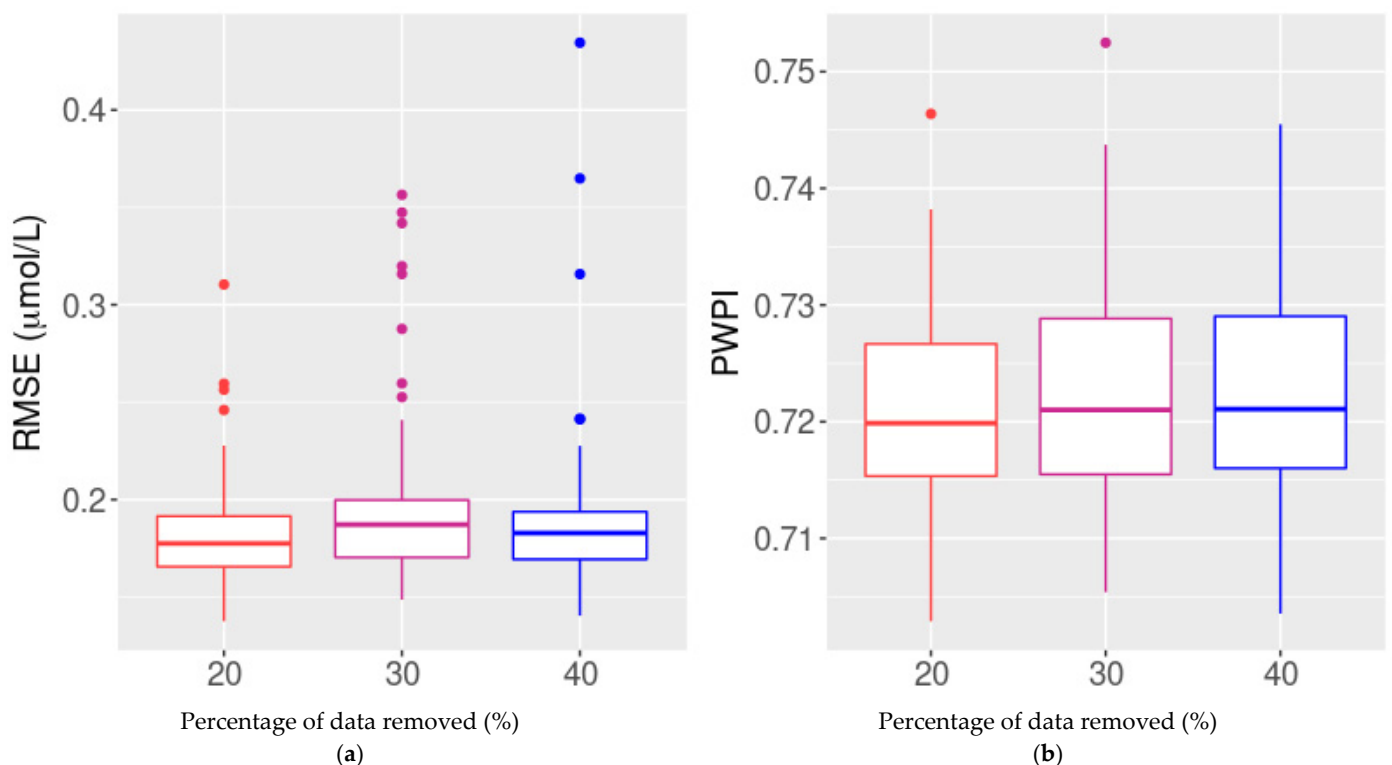 RMSE (μmol/L)
0.4
0.3
0.2
20 30 40
Percentage of data removed (%)
(a)
PWPI
0.75
0.74
0.73
0.72
0.71
20 30 40
Percentage of data removed (%)
(b)